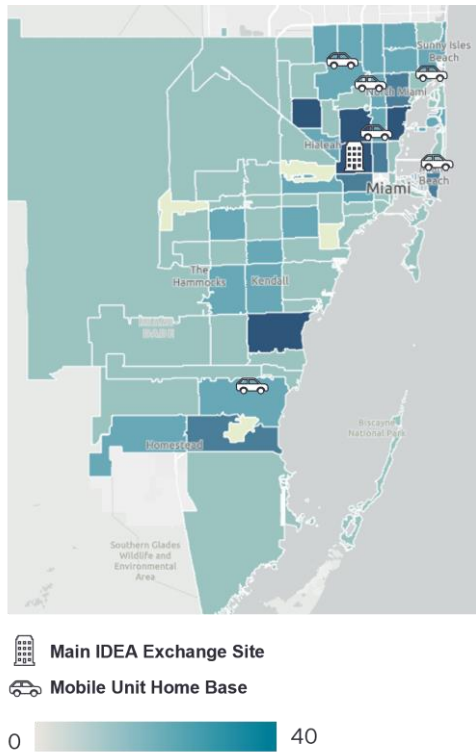 Sunny Isles
Beach
North Miami
Hialeah
Beach
Miami
The
Hammocks
Kendall
Biscayne
National Park
Homestead
Southern Glades
Wildlife and
Environmental
Area
Main IDEA Exchange Site
Mobile Unit Home Base
0
40